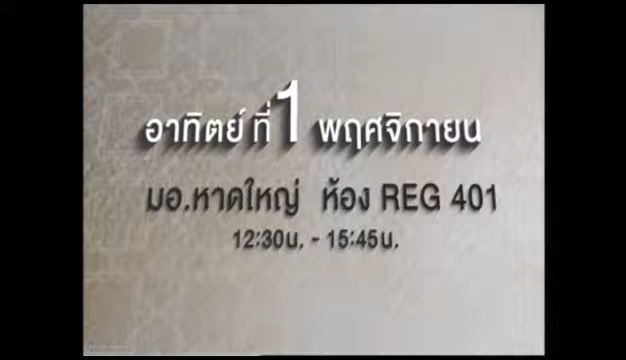 อาทิตย์ ที่ 1 พฤศจิกายน
มอ.หาดใหญ่ ห้อง REG 401
12:30น. - 15:45น.